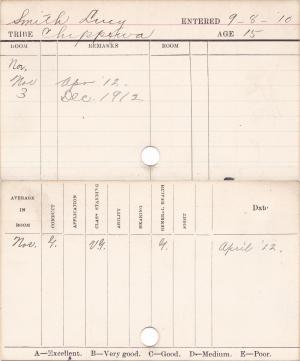 Smith Lucy ENTERED 9-8-'10
TRIBE Chippewa AGE 15
ROOM REMARKS ROOM
Nov.
Nov Apr '12.
3 Dec. 1912
AVERAGE IN ROOM CONDUCT APPLICATION CLASS STANDING ABILITY HEARING GENERAL HEALTH SIGHT Date
Nov. G. VG. G. April '12.
A—Excellent. B—Very good. C—Good. D—Medium. E—Poor.